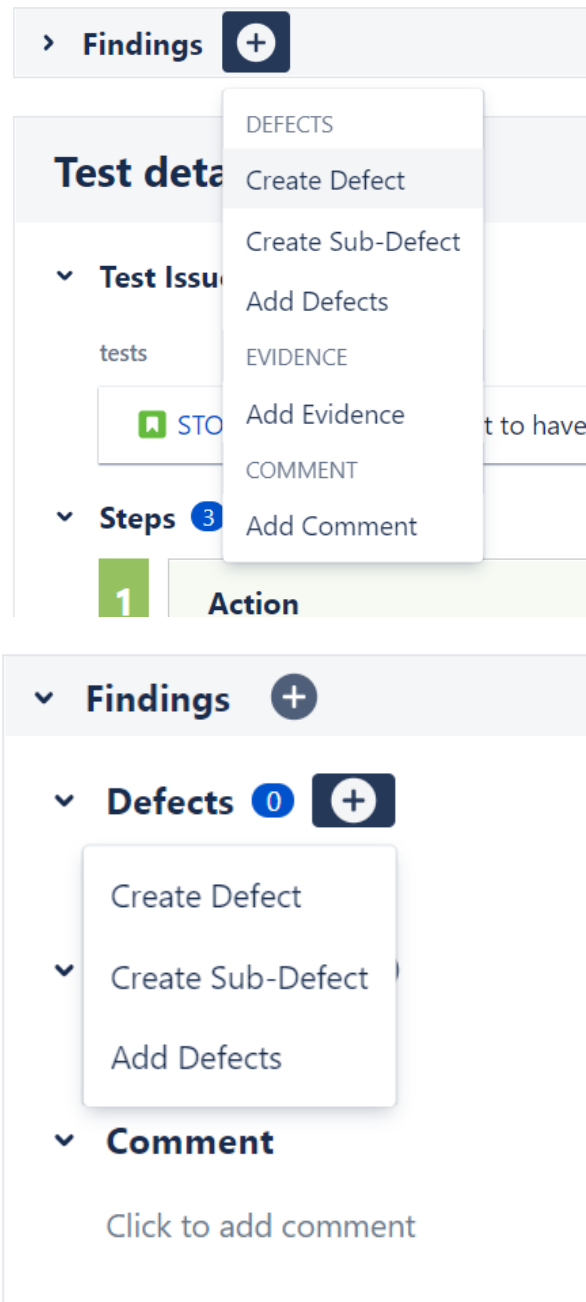 Findings
DEFECTS
Test deta
Create Defect
Create Sub-Defect
Test Issu
Add Defects
tests
EVIDENCE
STO
Add Evidence
t to have
COMMENT
Steps 3
Add Comment
1
Action
Findings
Defects 0
Create Defect
Create Sub-Defect
Add Defects
Comment
Click to add comment